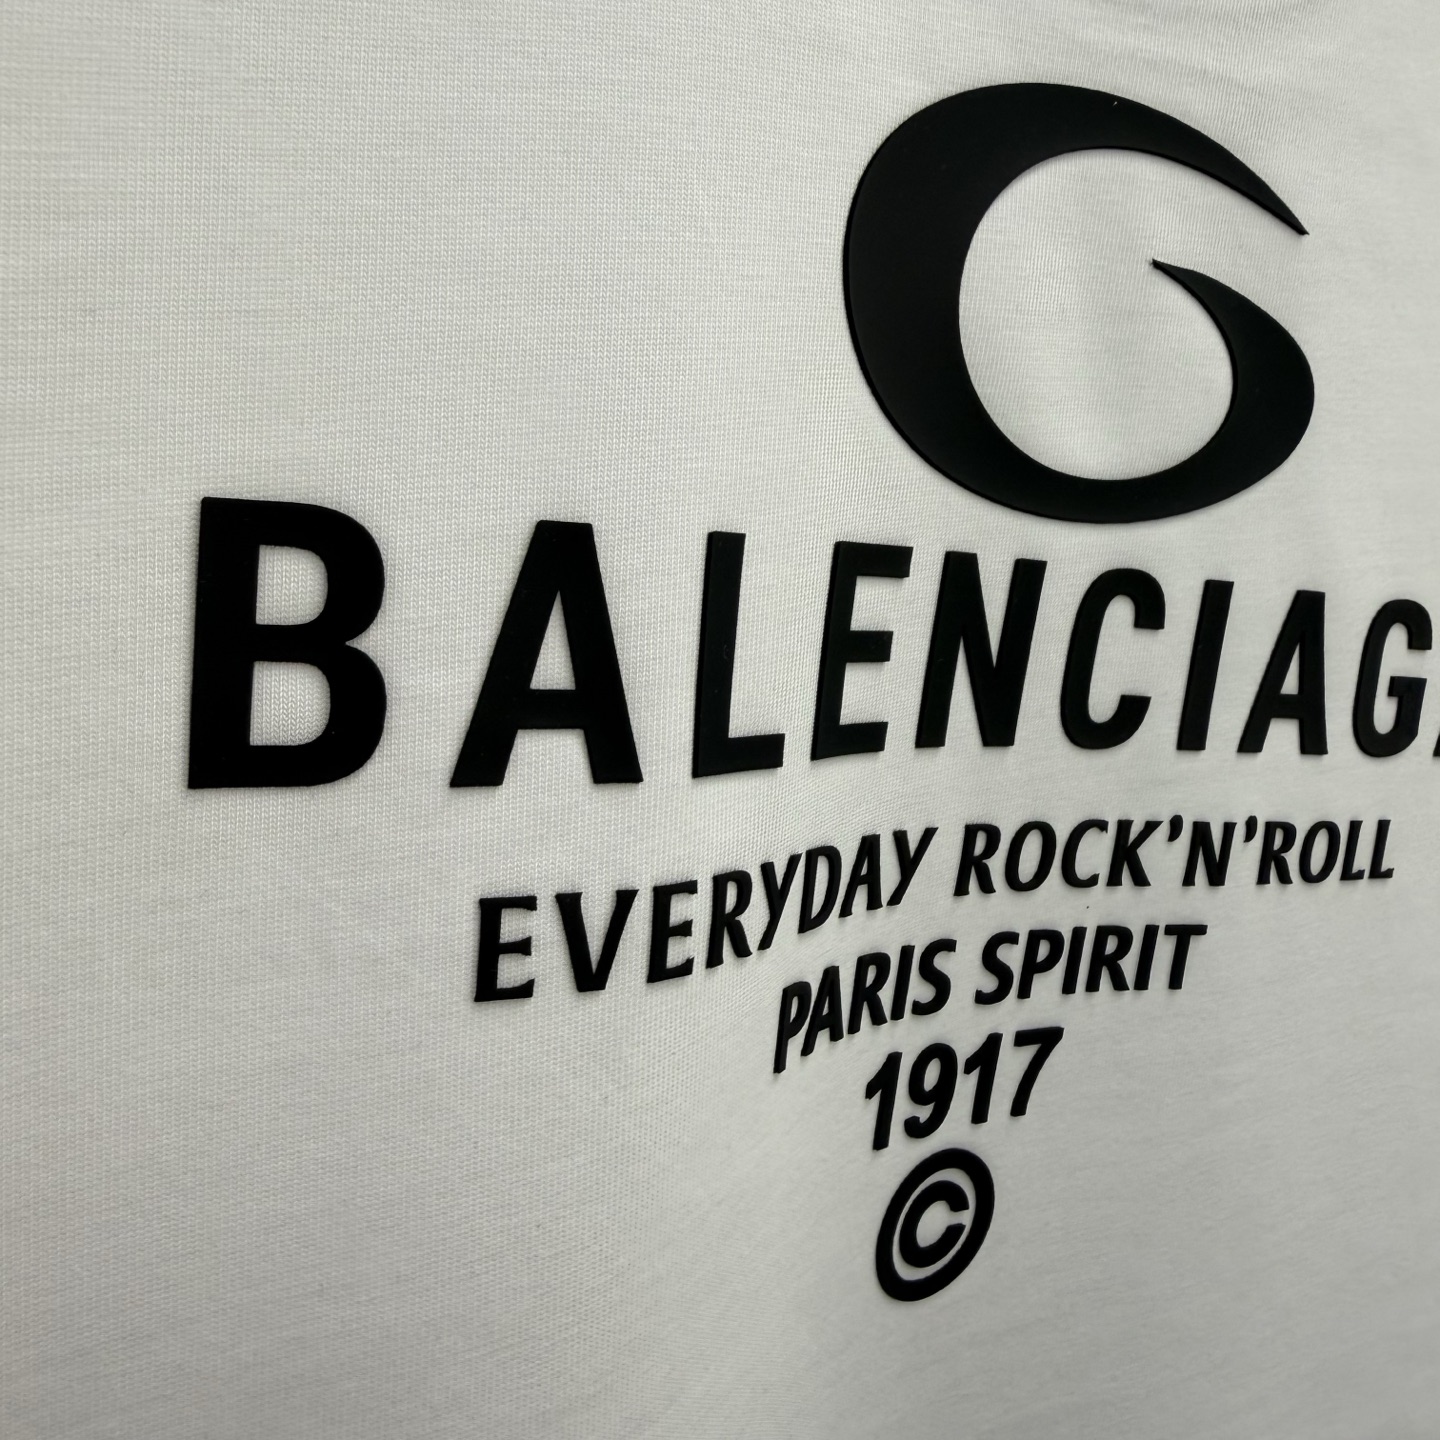 BALENCIAGA
EVERYDAY ROCK'N'ROLL
PARIS SPIRIT
1917
©